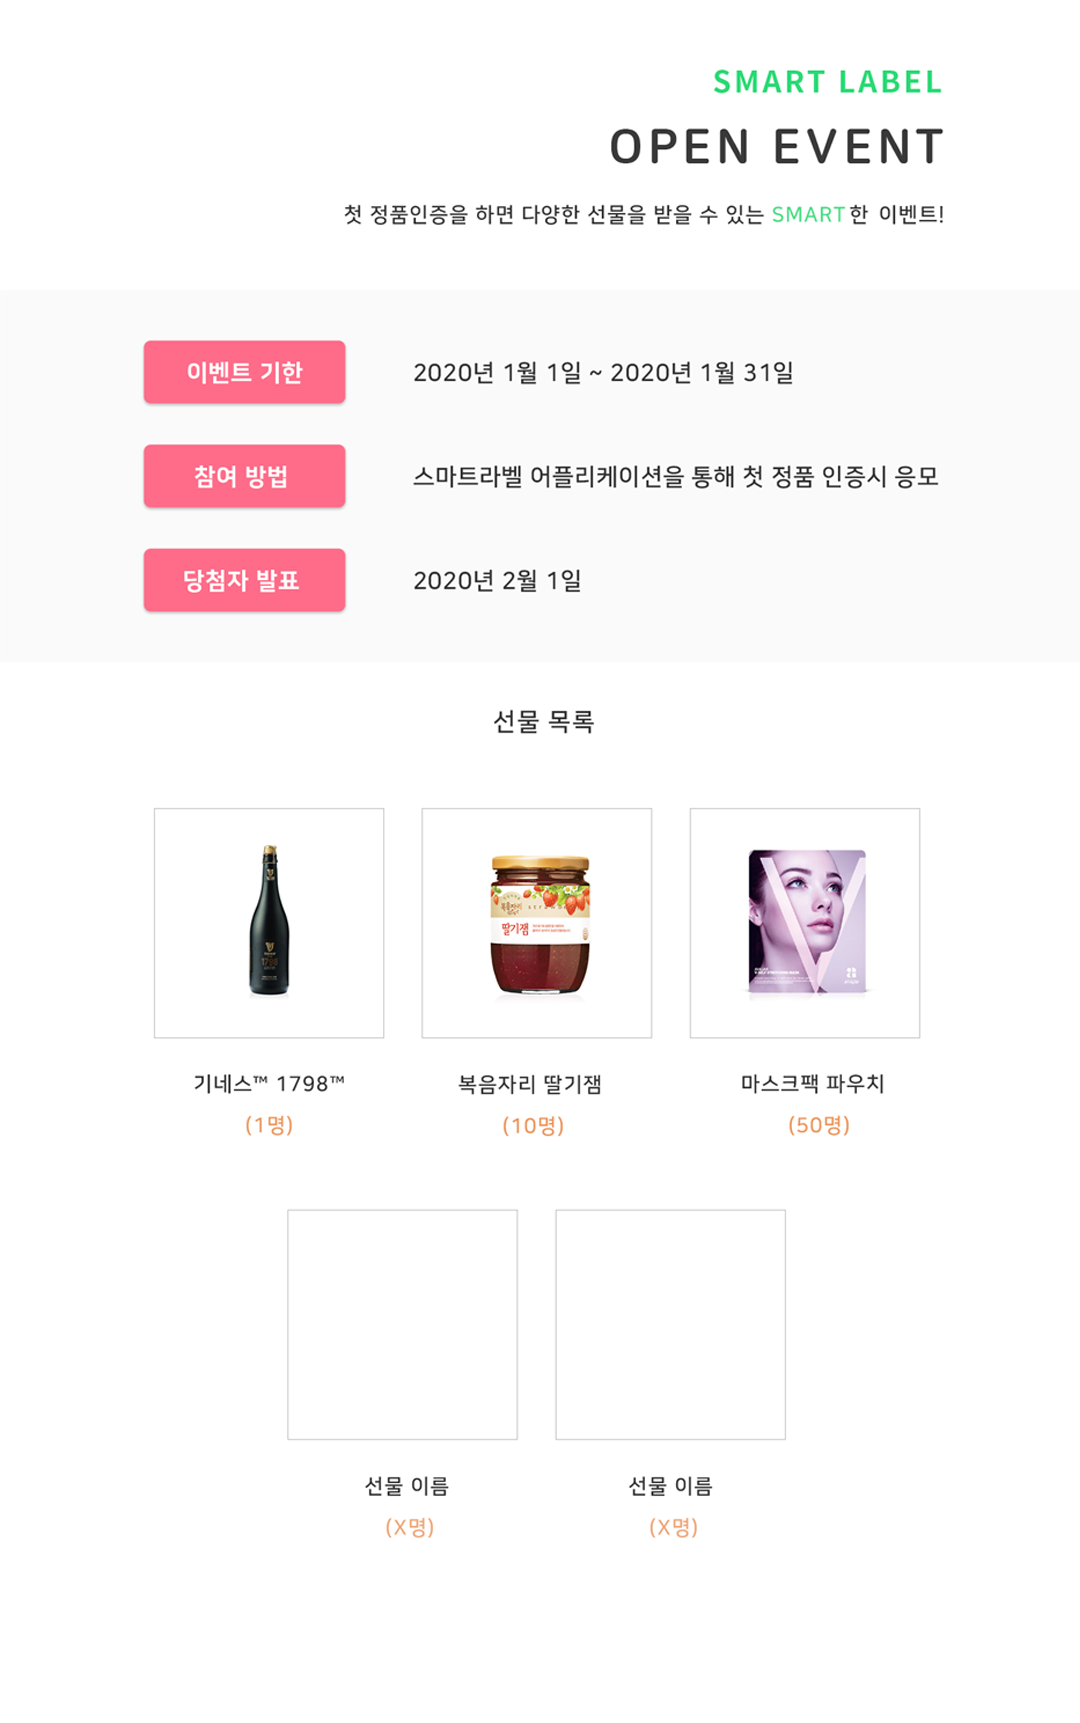 SMART LABEL
OPEN EVENT
첫 정품인증을 하면 다양한 선물을 받을 수 있는 SMART한 이벤트!
이벤트 기한
2020년 1월 1일 ~ 2020년 1월 31일
참여 방법
스마트라벨 어플리케이션을 통해 첫 정품 인증시 응모
당첨자 발표
2020년 2월 1일
선물 목록
1798
복음자리
딸기잼
기네스™ 1798™
복음자리 딸기잼
마스크팩 파우치
(1명)
(10명)
(50명)
선물 이름
선물 이름
(X명)
(X명)